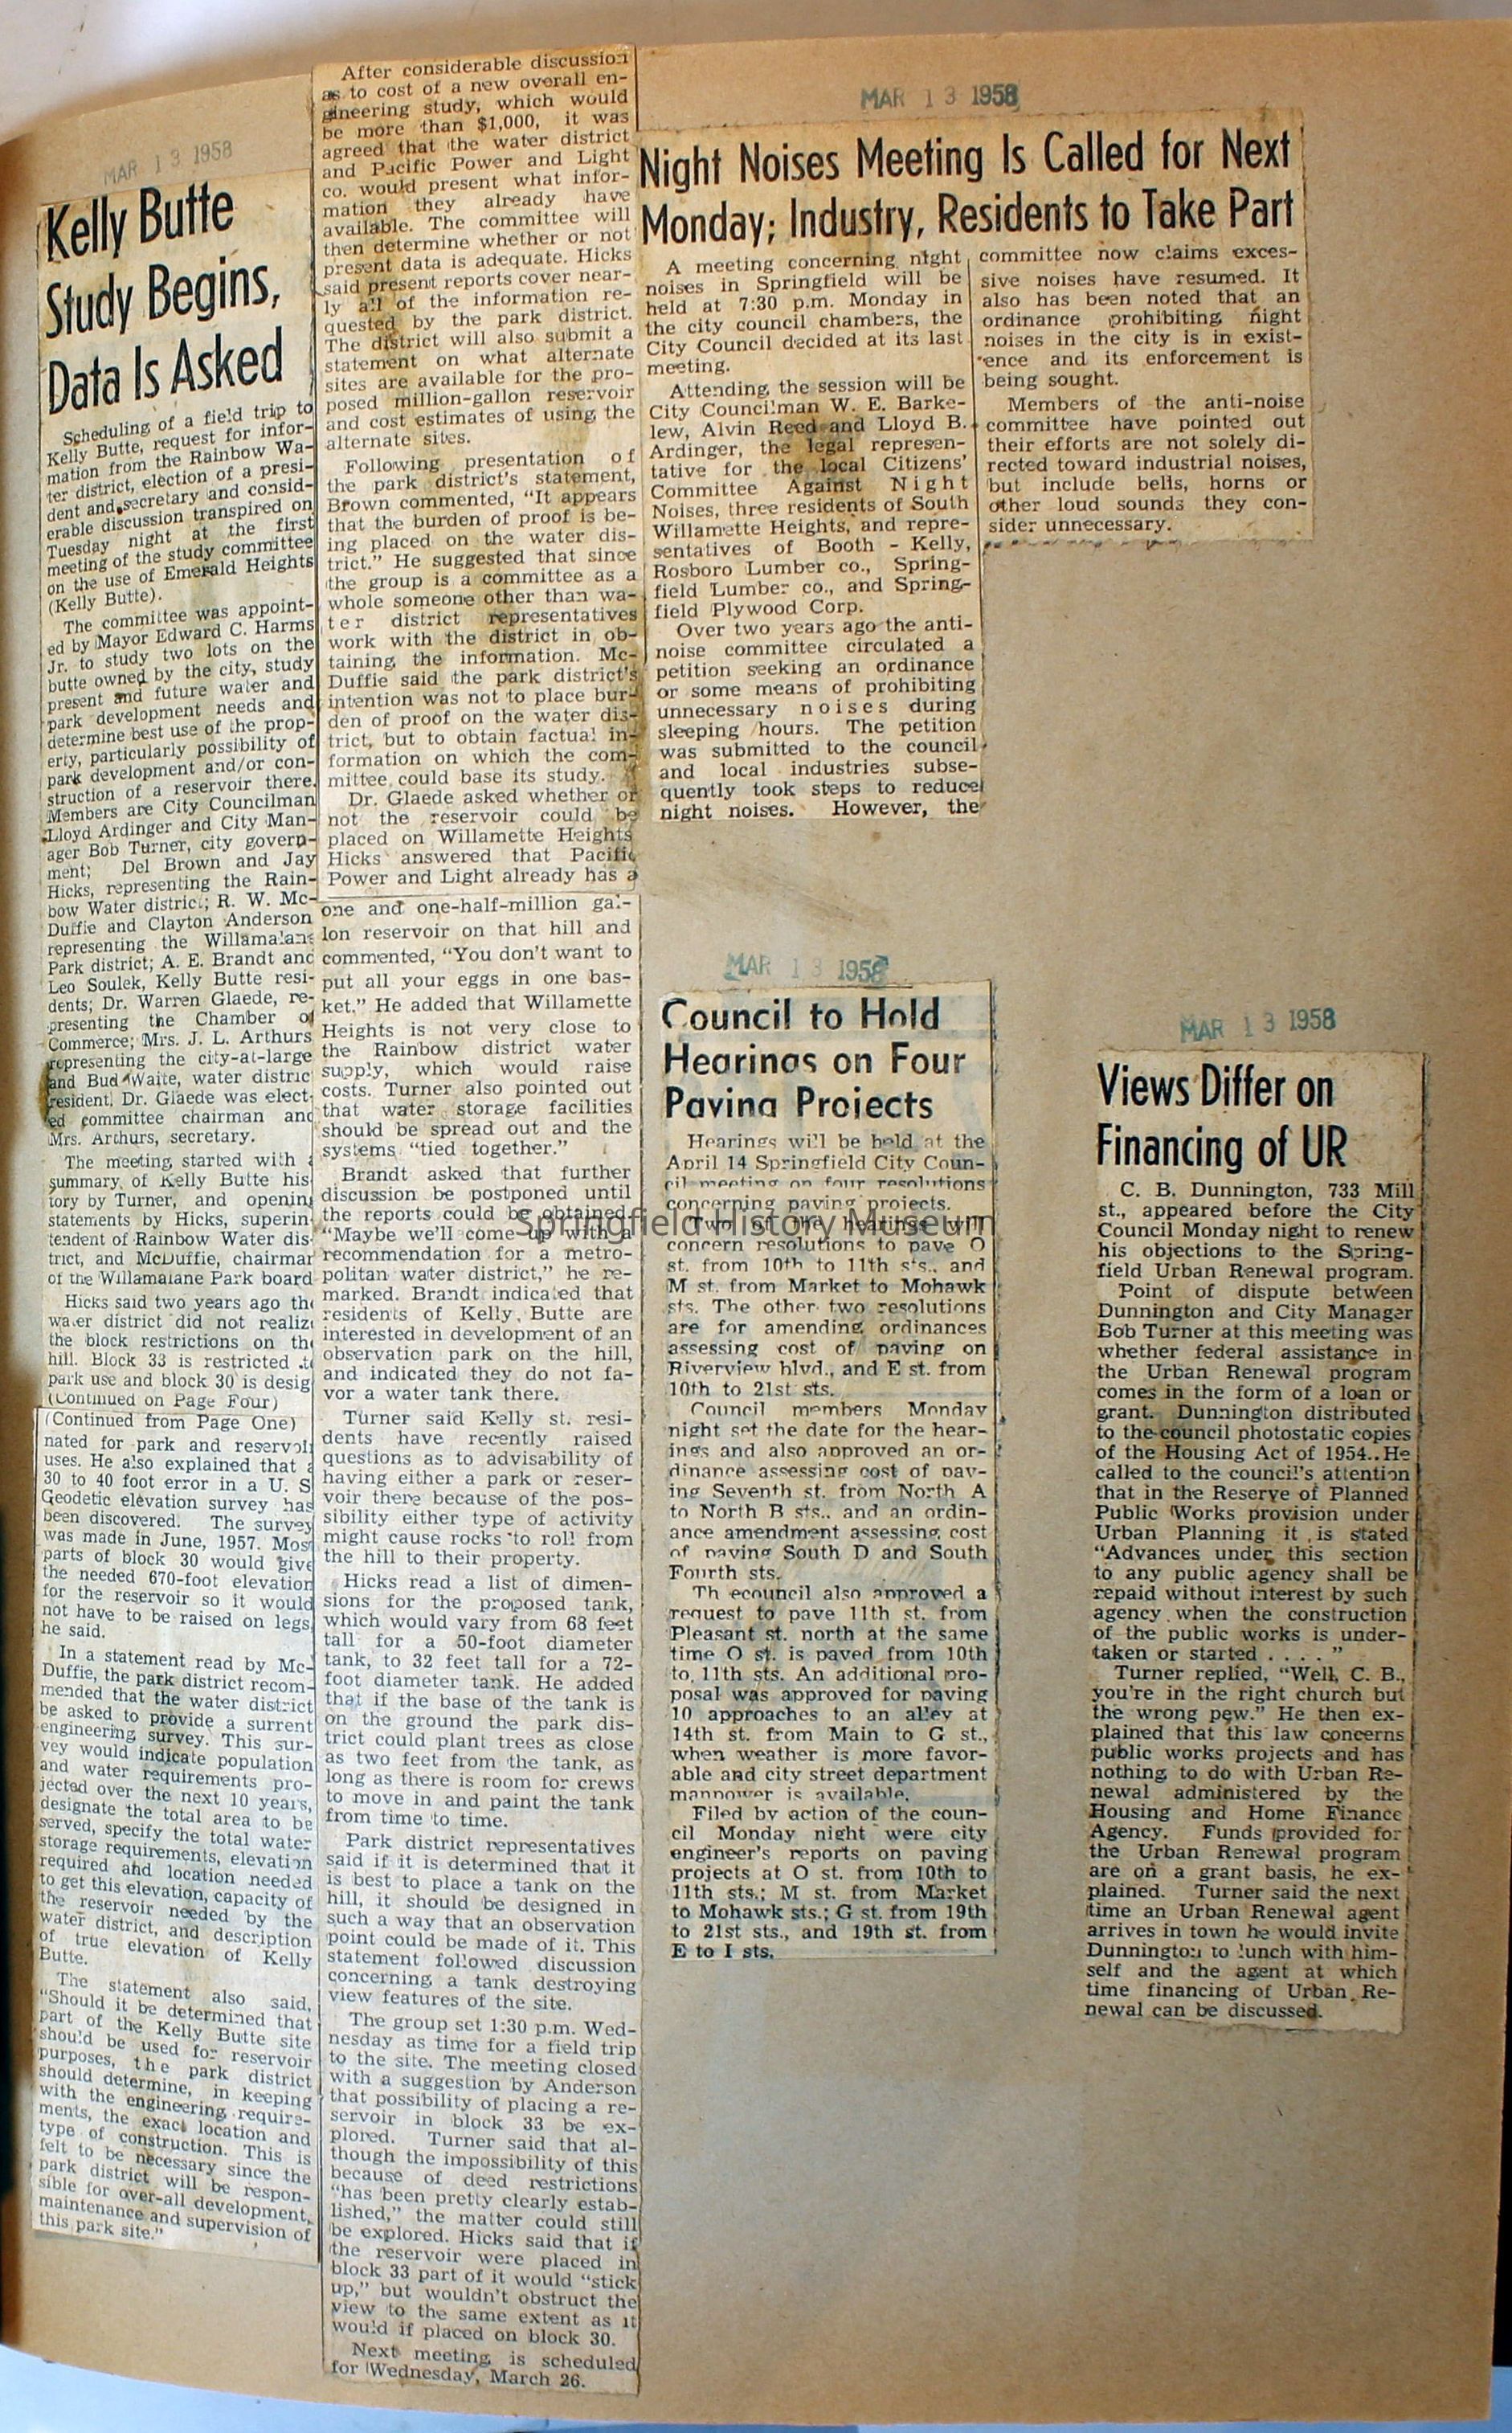 MAR 13 1958
Kelly Butte
Study Begins,
Data Is Asked
Scheduling of a field trip to
Kelly Butte, request for infor-
mation from the Rainbow Wa-
ter district, election of a presi-
dent and secretary and consid-
erable discussion transpired on
Tuesday night at the first
meeting of the study committee
on the use of Emerald Heights
(Kelly Butte).
The committee was appoint-
ed by Mayor Edward C. Harms
Jr. to study two lots on the
butte owned by the city, study
present and future water and
park development needs and
determine best use of the prop-
erty, particularly possibility of
park development and/or con-
struction of a reservoir there.
Members are City Councilman
Lloyd Ardinger and City Man-
ager Bob Turner, city govern-
ment; Del Brown and Jay
Hicks, representing the Rain-
bow Water district; R. W. Mc-
Duffie and Clayton Anderson
representing the Willamalane
Park district; A. E. Brandt and
Leo Soulek, Kelly Butte resi-
dents; Dr. Warren Glaede, re-
presenting the Chamber of
Commerce; Mrs. J. L. Arthurs
representing the city-at-large
and Bud Waite, water distric
resident. Dr. Glaede was elect-
ed committee chairman and
Mrs. Arthurs, secretary.
The meeting started with a
summary of Kelly Butte his
tory by Turner, and opening
statements by Hicks, superin
tendent of Rainbow Water dis-
trict, and McDuffie, chairman
of the Willamalane Park board
Hicks said two years ago the
water district did not realize
the block restrictions on the
hill. Block 33 is restricted to
park use and block 30 is desig
(Continued on Page Four)
(Continued from Page One)
nated for park and reservoir
uses. He also explained that a
30 to 40 foot error in a U. S
Geodetic elevation survey has
been discovered. The survey
was made in June, 1957. Most
parts of block 30 would give
the needed 670-foot elevation
for the reservoir so it would
not have to be raised on legs,
he said.
In a statement read by Mc-
Duffie, the park district recom-
mended that the water district
be asked to provide a surrent
engineering survey. This sur-
vey would indicate population
and water requirements pro-
jected over the next 10 years,
designate the total area to be
served, specify the total water
storage requirements, elevation
required and location needed
to get this elevation, capacity of
the reservoir needed by the
water district, and description
of true elevation of Kelly
Butte.
The statement also said,
"Should it be determined that
part of the Kelly Butte site
should be used for reservoir
purposes, the park district
should determine, in keeping
with the engineering require-
ments, the exact location and
type of construction. This is
felt to be necessary since the
park district will be respon-
sible for over-all development,
maintenance and supervision of
this park site."
After considerable discussion
as to cost of a new overall en-
gineering study, which would
be more than $1,000, it was
agreed that the water district
and Pacific Power and Light
co. would present what infor-
mation they already have
available. The committee will
then determine whether or not
present data is adequate. Hicks
said present reports cover near-
ly all of the information re-
quested by the park district.
The district will also submit a
statement on what alternate
sites are available for the pro-
posed million-gallon reservoir
and cost estimates of using the
alternate sites.
Following presentation of
the park district's statement,
Brown commented, "It appears
that the burden of proof is be-
ing placed on the water dis-
trict." He suggested that since
the group is a committee as a
whole someone other than wa-
ter district representatives
work with the district in ob-
taining the information. Mc-
Duffie said the park district's
intention was not to place bur-
den of proof on the water dis-
trict, but to obtain factual in-
formation on which the com-
mittee could base its study.
Dr. Glaede asked whether or
not the reservoir could be
placed on Willamette Heights
Hicks answered that Pacific
Power and Light already has a
one and one-half-million gal-
lon reservoir on that hill and
commented, "You don't want to
put all your eggs in one bas-
ket." He added that Willamette
Heights is not very close to
the Rainbow district water
supply, which would raise
costs. Turner also pointed out
that water storage facilities
should be spread out and the
systems "tied together."
Brandt asked that further
discussion be postponed until
the reports could be obtained.
"Maybe we'll come up with a
recommendation for a metro-
politan water district," he re-
marked. Brandt indicated that
residents of Kelly Butte are
interested in development of an
observation park on the hill,
and indicated they do not fa-
vor a water tank there.
Turner said Kelly st. resi-
dents have recently raised
questions as to advisability of
having either a park or reser-
voir there because of the pos-
sibility either type of activity
might cause rocks to roll from
the hill to their property.
Hicks read a list of dimen-
sions for the proposed tank,
which would vary from 68 feet
tall for a 50-foot diameter
tank, to 32 feet tall for a 72-
foot diameter tank. He added
that if the base of the tank is
on the ground the park dis-
trict could plant trees as close
as two feet from the tank, as
long as there is room for crews
to move in and paint the tank
from time to time.
Park district representatives
said if it is determined that it
is best to place a tank on the
hill, it should be designed in
such a way that an observation
point could be made of it. This
statement followed discussion
concerning a tank destroying
view features of the site.
The group set 1:30 p.m. Wed-
nesday as time for a field trip
to the site. The meeting closed
with a suggestion by Anderson
that possibility of placing a re-
servoir in block 33 be ex-
plored. Turner said that al-
though the impossibility of this
because of deed restrictions
"has been pretty clearly estab-
lished," the matter could still
be explored. Hicks said that if
the reservoir were placed in
block 33 part of it would "stick
up," but wouldn't obstruct the
view to the same extent as it
would if placed on block 30.
Next meeting is scheduled
for Wednesday, March 26.
MAR 13 1958
Night Noises Meeting Is Called for Next
Monday; Industry, Residents to Take Part
A meeting concerning night
noises in Springfield will be
held at 7:30 p.m. Monday in
the city council chambers, the
City Council decided at its last
meeting.
Attending the session will be
City Councilman W. E. Barke-
lew, Alvin Reed and Lloyd B.
Ardinger, the legal represen-
tative for the local Citizens'
Committee Against Night
Noises, three residents of South
Willamette Heights, and repre-
sentatives of Booth - Kelly,
Rosboro Lumber co., Spring-
field Lumber co., and Spring-
field Plywood Corp.
Over two years ago the anti-
noise committee circulated a
petition seeking an ordinance
or some means of prohibiting
unnecessary noises during
sleeping hours. The petition
was submitted to the council
and local industries subse-
quently took steps to reduce
night noises. However, the
committee now claims exces-
sive noises have resumed. It
also has been noted that an
ordinance prohibiting night
noises in the city is in exist-
ence and its enforcement is
being sought.
Members of the anti-noise
committee have pointed out
their efforts are not solely di-
rected toward industrial noises,
but include bells, horns or
other loud sounds they con-
sider unnecessary.
MAR 13 1958
Council to Hold
Hearings on Four
Paving Projects
Hearings will be held at the
April 14 Springfield City Coun-
cil meeting on four resolutions
concerning paving projects.
Two of the hearings will
concern resolutions to pave O
st. from 10th to 11th sts., and
M st. from Market to Mohawk
sts. The other two resolutions
are for amending ordinances
assessing cost of paving on
Riverview blvd., and E st. from
10th to 21st sts.
Council members Monday
night set the date for the hear-
ings and also approved an or-
dinance assessing cost of pav-
ing Seventh st. from North A
to North B sts., and an ordin-
ance amendment assessing cost
of paving South D and South
Fourth sts.
Th ecouncil also approved a
request to pave 11th st. from
Pleasant st. north at the same
time O st. is paved from 10th
to 11th sts. An additional pro-
posal was approved for paving
10 approaches to an alley at
14th st. from Main to G st.,
when weather is more favor-
able and city street department
manpower is available.
Filed by action of the coun-
cil Monday night were city
engineer's reports on paving
projects at O st. from 10th to
11th sts.; M st. from Market
to Mohawk sts.; G st. from 19th
to 21st sts., and 19th st. from
E to I sts.
Springfield History Museum
MAR 13 1958
Views Differ on
Financing of UR
C. B. Dunnington, 733 Mill
st., appeared before the City
Council Monday night to renew
his objections to the Spring-
field Urban Renewal program.
Point of dispute between
Dunnington and City Manager
Bob Turner at this meeting was
whether federal assistance in
the Urban Renewal program
comes in the form of a loan or
grant. Dunnington distributed
to the council photostatic copies
of the Housing Act of 1954. He
called to the council's attention
that in the Reserve of Planned
Public Works provision under
Urban Planning it is stated
"Advances under this section
to any public agency shall be
repaid without interest by such
agency when the construction
of the public works is under-
taken or started . . . . "
Turner replied, "Well, C. B.,
you're in the right church but
the wrong pew." He then ex-
plained that this law concerns
public works projects and has
nothing to do with Urban Re-
newal administered by the
Housing and Home Finance
Agency. Funds provided for
the Urban Renewal program
are on a grant basis, he ex-
plained. Turner said the next
time an Urban Renewal agent
arrives in town he would invite
Dunnington to lunch with him-
self and the agent at which
time financing of Urban Re-
newal can be discussed.